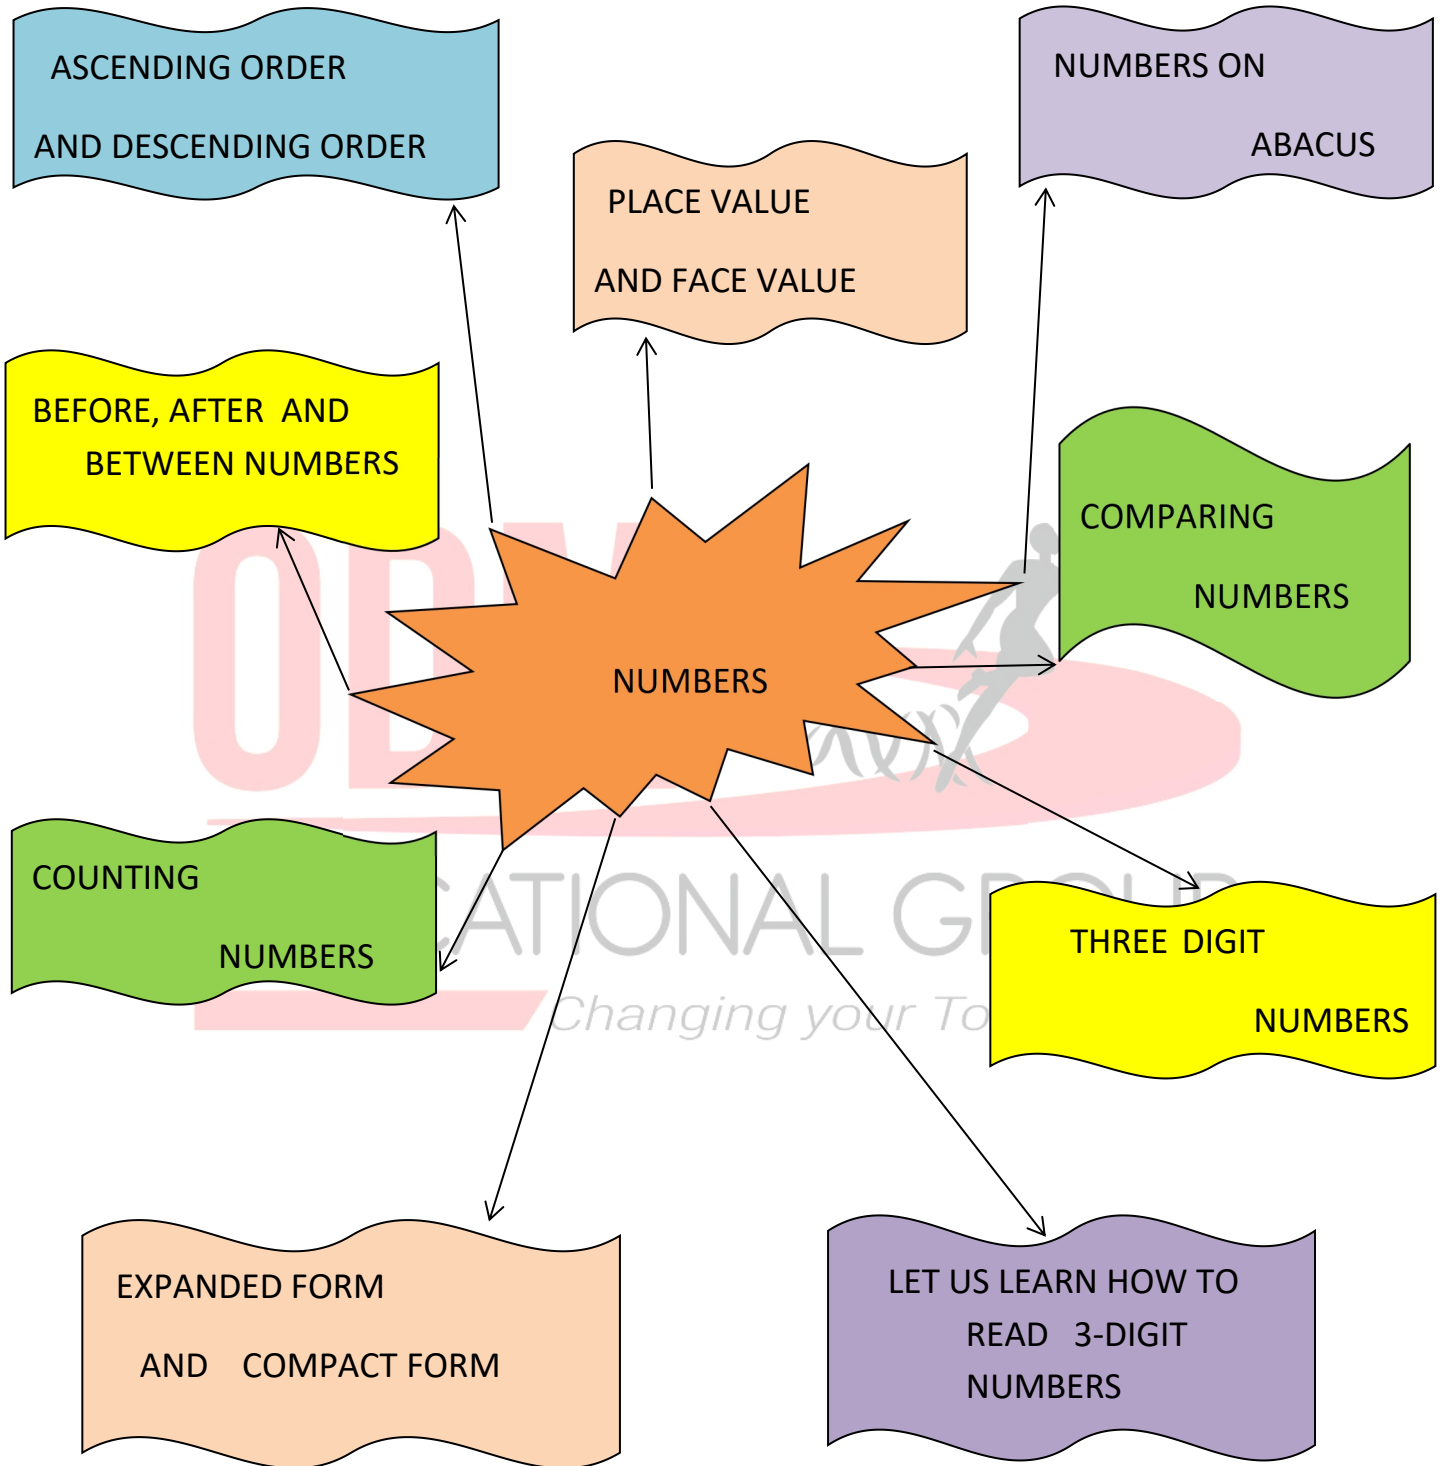 ASCENDING ORDER
AND DESCENDING ORDER
NUMBERS ON
ABACUS
PLACE VALUE
AND FACE VALUE
BEFORE, AFTER AND
BETWEEN NUMBERS
COMPARING
NUMBERS
NUMBERS
COUNTING
NUMBERS
THREE DIGIT
NUMBERS
EXPANDED FORM
AND COMPACT FORM
LET US LEARN HOW TO
READ 3-DIGIT
NUMBERS
Changing your